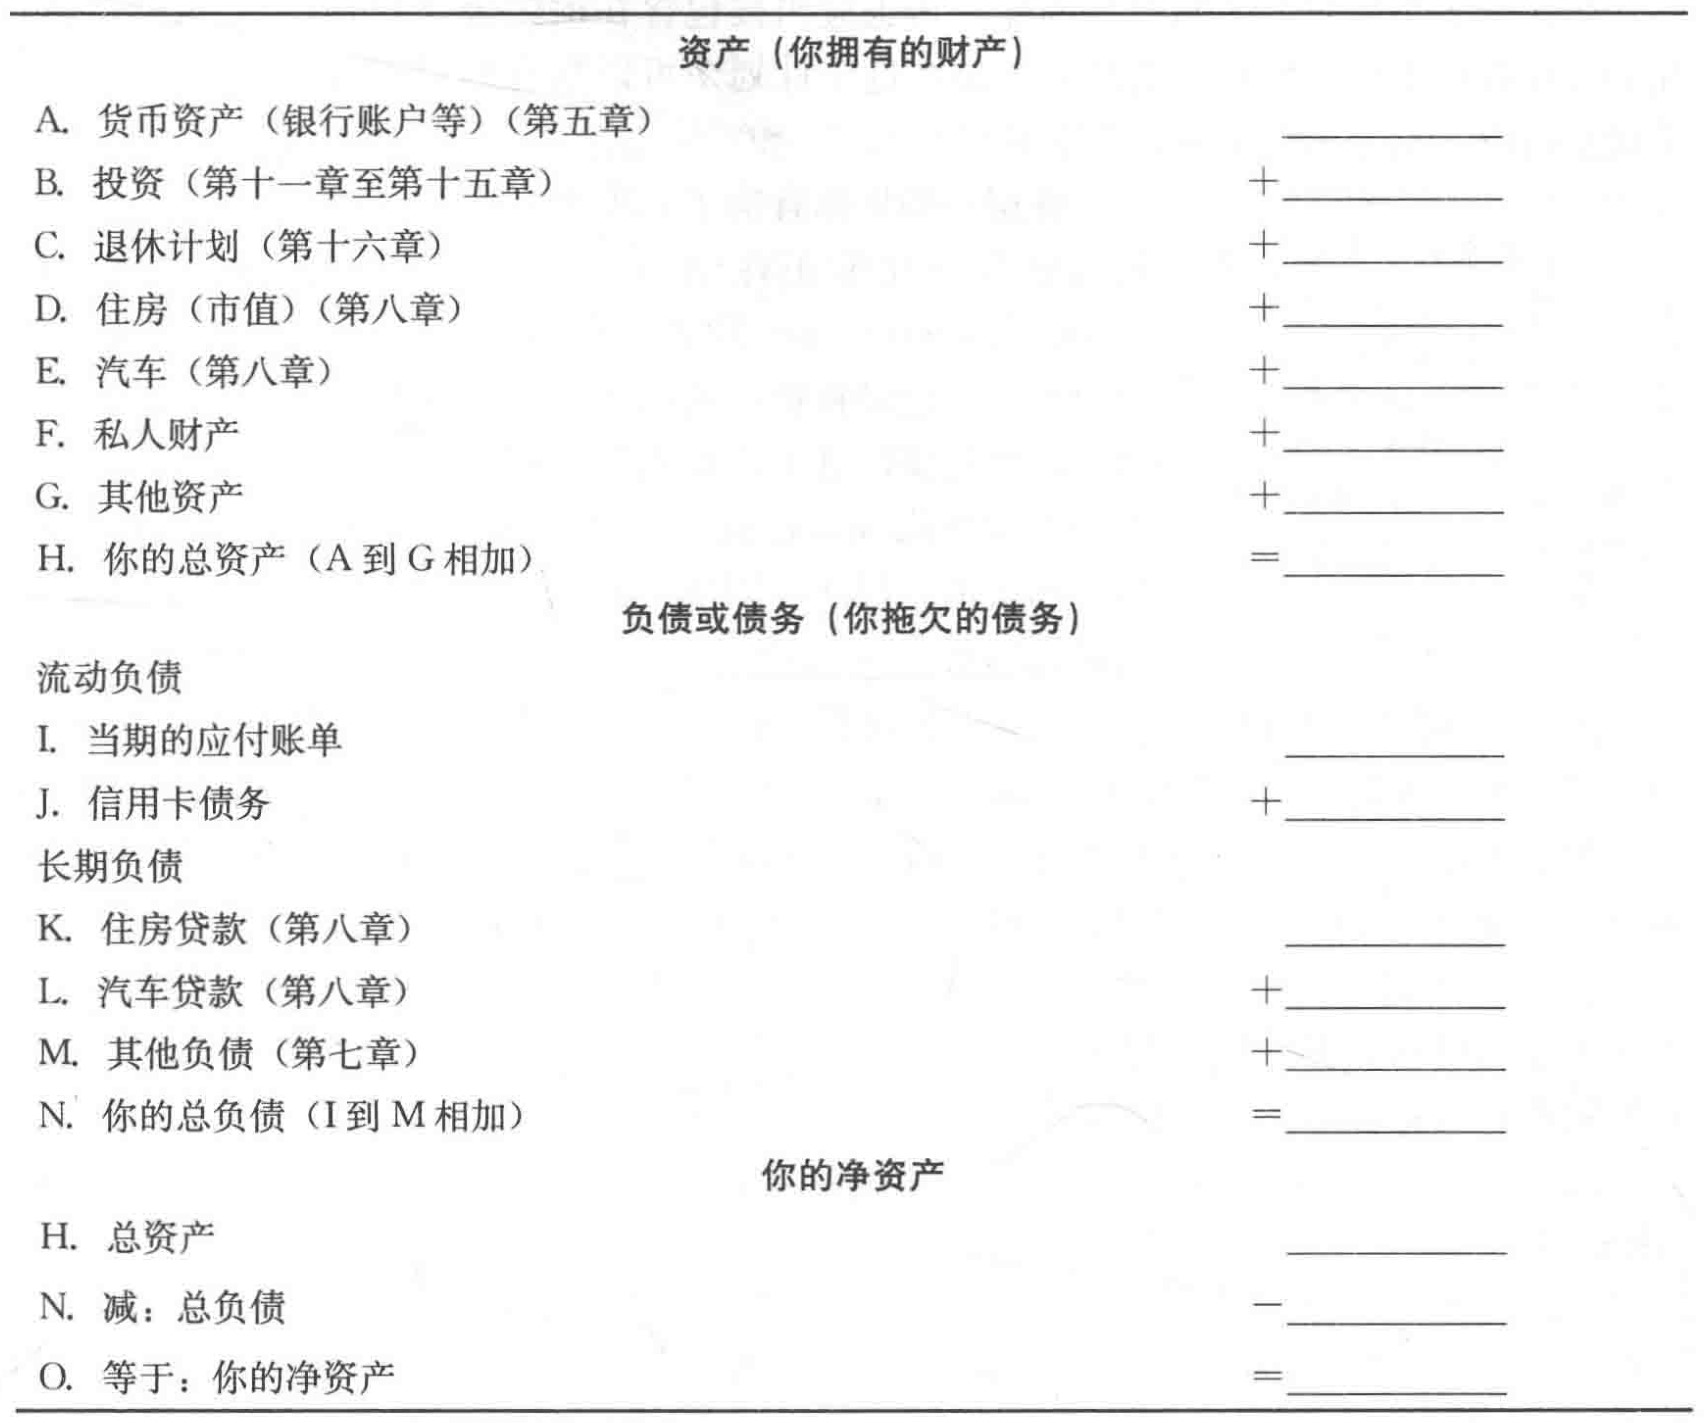 资产（你拥有的财产）
A. 货币资产（银行账户等）（第五章）
B. 投资（第十一章至第十五章） +
C. 退休计划（第十六章） +
D. 住房（市值）（第八章） +
E. 汽车（第八章） +
F. 私人财产 +
G. 其他资产 +
H. 你的总资产（A 到 G 相加） =
负债或债务（你拖欠的债务）
流动负债
I. 当期的应付账单
J. 信用卡债务 +
长期负债
K. 住房贷款（第八章）
L. 汽车贷款（第八章） +
M. 其他负债（第七章） +
N. 你的总负债（I 到 M 相加） =
你的净资产
H. 总资产
N. 减：总负债 −
O. 等于：你的净资产 =